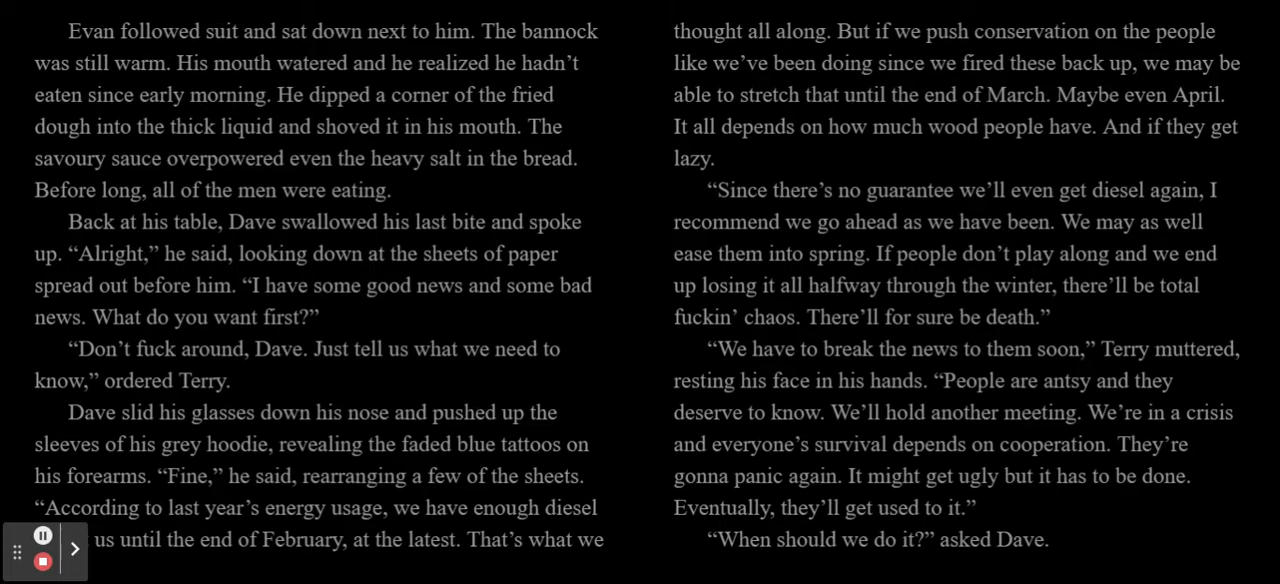 Evan followed suit and sat down next to him. The bannock
was still warm. His mouth watered and he realized he hadn’t
eaten since early morning. He dipped a corner of the fried
dough into the thick liquid and shoved it in his mouth. The
savoury sauce overpowered even the heavy salt in the bread.
Before long, all of the men were eating.
Back at his table, Dave swallowed his last bite and spoke
up. “Alright,” he said, looking down at the sheets of paper
spread out before him. “I have some good news and some bad
news. What do you want first?”
“Don’t fuck around, Dave. Just tell us what we need to
know,” ordered Terry.
Dave slid his glasses down his nose and pushed up the
sleeves of his grey hoodie, revealing the faded blue tattoos on
his forearms. “Fine,” he said, rearranging a few of the sheets.
“According to last year’s energy usage, we have enough diesel
us until the end of February, at the latest. That’s what we
thought all along. But if we push conservation on the people
like we’ve been doing since we fired these back up, we may be
able to stretch that until the end of March. Maybe even April.
It all depends on how much wood people have. And if they get
lazy.
“Since there’s no guarantee we’ll even get diesel again, I
recommend we go ahead as we have been. We may as well
ease them into spring. If people don’t play along and we end
up losing it all halfway through the winter, there’ll be total
fuckin’ chaos. There’ll for sure be death.”
“We have to break the news to them soon,” Terry muttered,
resting his face in his hands. “People are antsy and they
deserve to know. We’ll hold another meeting. We’re in a crisis
and everyone’s survival depends on cooperation. They’re
gonna panic again. It might get ugly but it has to be done.
Eventually, they’ll get used to it.”
“When should we do it?” asked Dave.